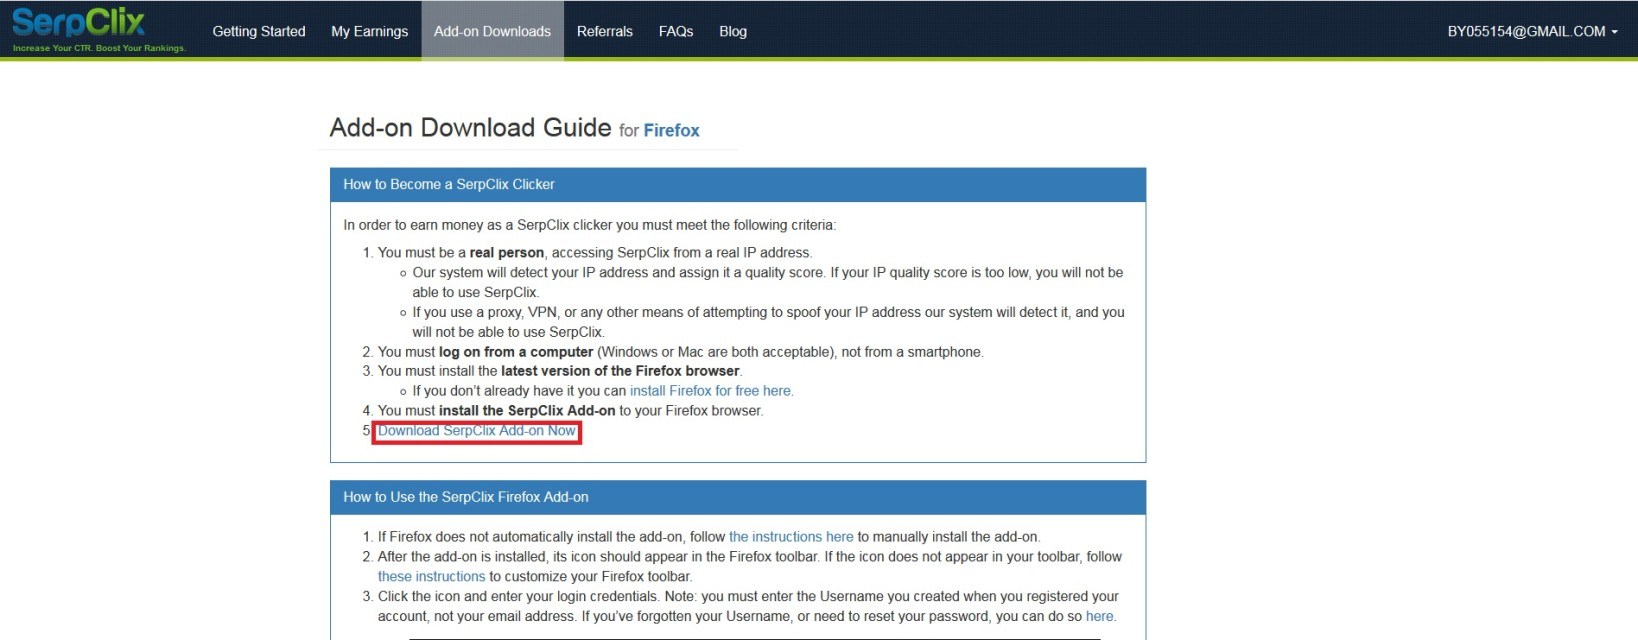 SerpClix
Increase Your CTR. Boost Your Rankings.
Getting Started My Earnings Add-on Downloads Referrals FAQs Blog BY055154@GMAIL.COM
Add-on Download Guide for Firefox
How to Become a SerpClix Clicker
In order to earn money as a SerpClix clicker you must meet the following criteria:
1. You must be a real person, accessing SerpClix from a real IP address.
Our system will detect your IP address and assign it a quality score. If your IP quality score is too low, you will not be
able to use SerpClix.
If you use a proxy, VPN, or any other means of attempting to spoof your IP address our system will detect it, and you
will not be able to use SerpClix.
2. You must log on from a computer (Windows or Mac are both acceptable), not from a smartphone.
3. You must install the latest version of the Firefox browser.
If you don't already have it you can install Firefox for free here.
4. You must install the SerpClix Add-on to your Firefox browser.
5 Download SerpClix Add-on Now
How to Use the SerpClix Firefox Add-on
1. If Firefox does not automatically install the add-on, follow the instructions here to manually install the add-on.
2. After the add-on is installed, its icon should appear in the Firefox toolbar. If the icon does not appear in your toolbar, follow
these instructions to customize your Firefox toolbar.
3. Click the icon and enter your login credentials. Note: you must enter the Username you created when you registered your
account, not your email address. If you've forgotten your Username, or need to reset your password, you can do so here.